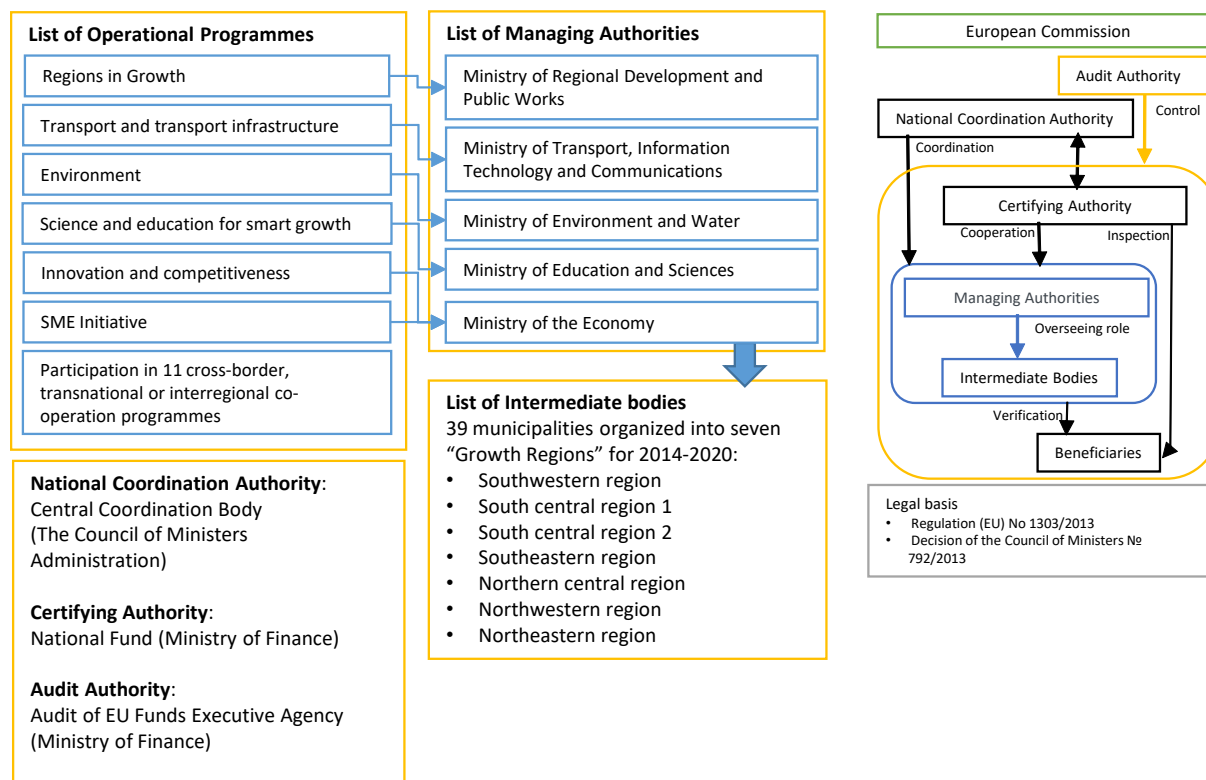 List of Operational Programmes
Regions in Growth
Transport and transport infrastructure
Environment
Science and education for smart growth
Innovation and competitiveness
SME Initiative
Participation in 11 cross-border,
transnational or interregional co-
operation programmes
List of Managing Authorities
Ministry of Regional Development and
Public Works
Ministry of Transport, Information
Technology and Communications
Ministry of Environment and Water
Ministry of Education and Sciences
Ministry of the Economy
National Coordination Authority:
Central Coordination Body
(The Council of Ministers
Administration)
Certifying Authority:
National Fund (Ministry of Finance)
Audit Authority:
Audit of EU Funds Executive Agency
(Ministry of Finance)
List of Intermediate bodies
39 municipalities organized into seven
“Growth Regions” for 2014-2020:
• Southwestern region
• South central region 1
• South central region 2
• Southeastern region
• Northern central region
• Northwestern region
• Northeastern region
European Commission
Audit Authority
Control
National Coordination Authority
Coordination
Certifying Authority
Cooperation
Inspection
Managing Authorities
Overseeing role
Intermediate Bodies
Verification
Beneficiaries
Legal basis
• Regulation (EU) No 1303/2013
• Decision of the Council of Ministers №
792/2013